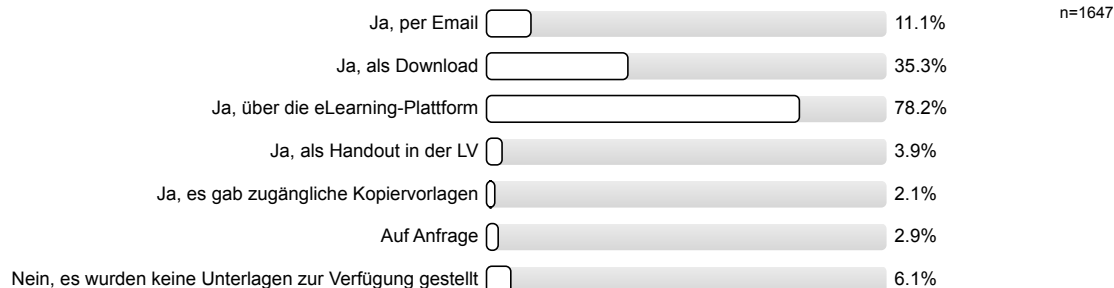 Ja, per Email 11.1% n=1647
Ja, als Download 35.3%
Ja, über die eLearning-Plattform 78.2%
Ja, als Handout in der LV 3.9%
Ja, es gab zugängliche Kopiervorlagen 2.1%
Auf Anfrage 2.9%
Nein, es wurden keine Unterlagen zur Verfügung gestellt 6.1%